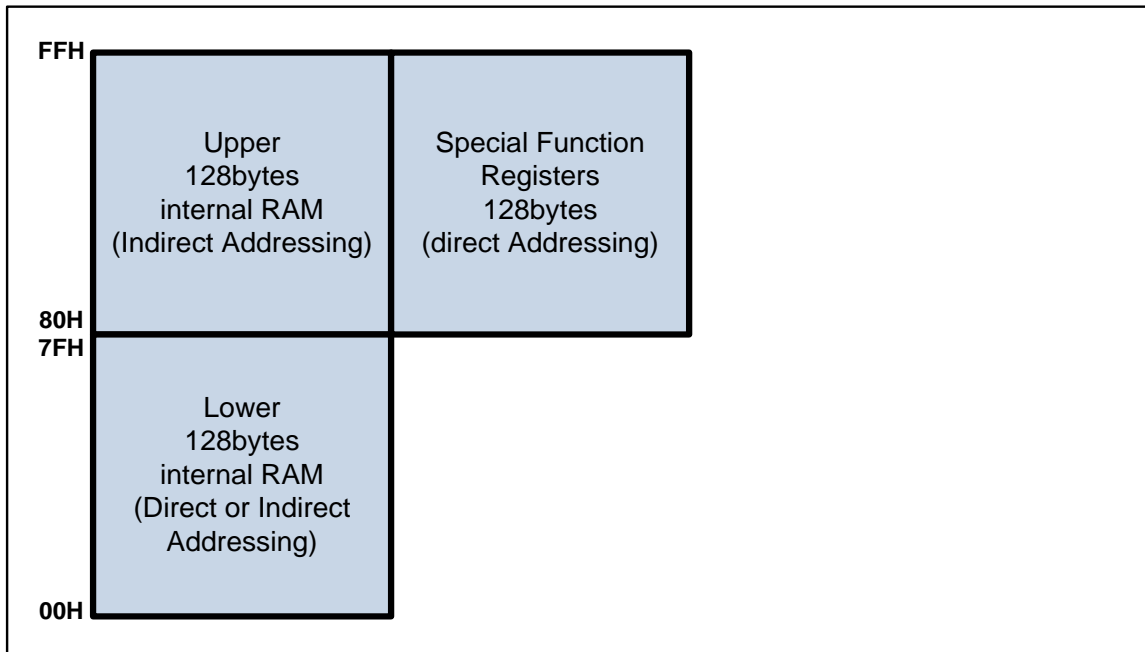 FFH
Upper
128bytes
internal RAM
(Indirect Addressing)
Special Function
Registers
128bytes
(direct Addressing)
80H
7FH
Lower
128bytes
internal RAM
(Direct or Indirect
Addressing)
00H